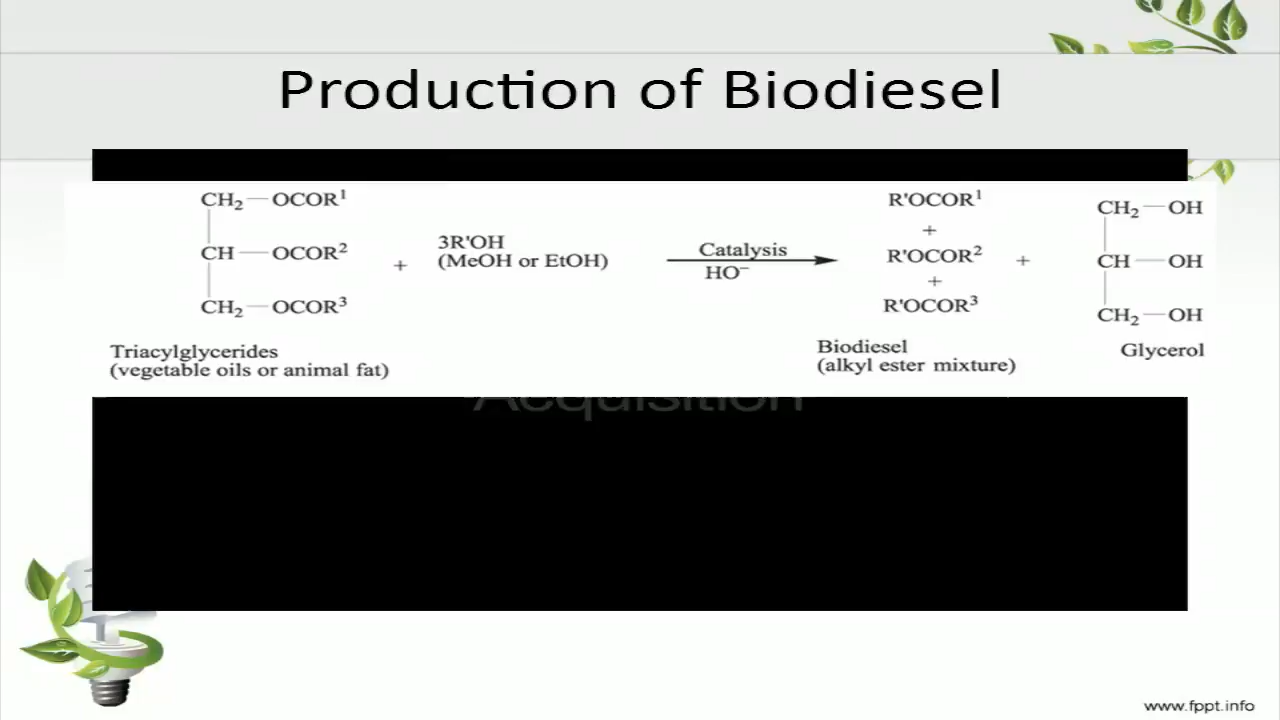 Production of Biodiesel
CH₂—OCOR¹
CH—OCOR²
CH₂—OCOR³
+
3R'OH
(MeOH or EtOH)
Catalysis
HO⁻
R'OCOR¹
+
R'OCOR²
+
R'OCOR³
+
CH₂—OH
CH—OH
CH₂—OH
Triacylglycerides
(vegetable oils or animal fat)
Biodiesel
(alkyl ester mixture)
Glycerol
Acquisition
www.fppt.info